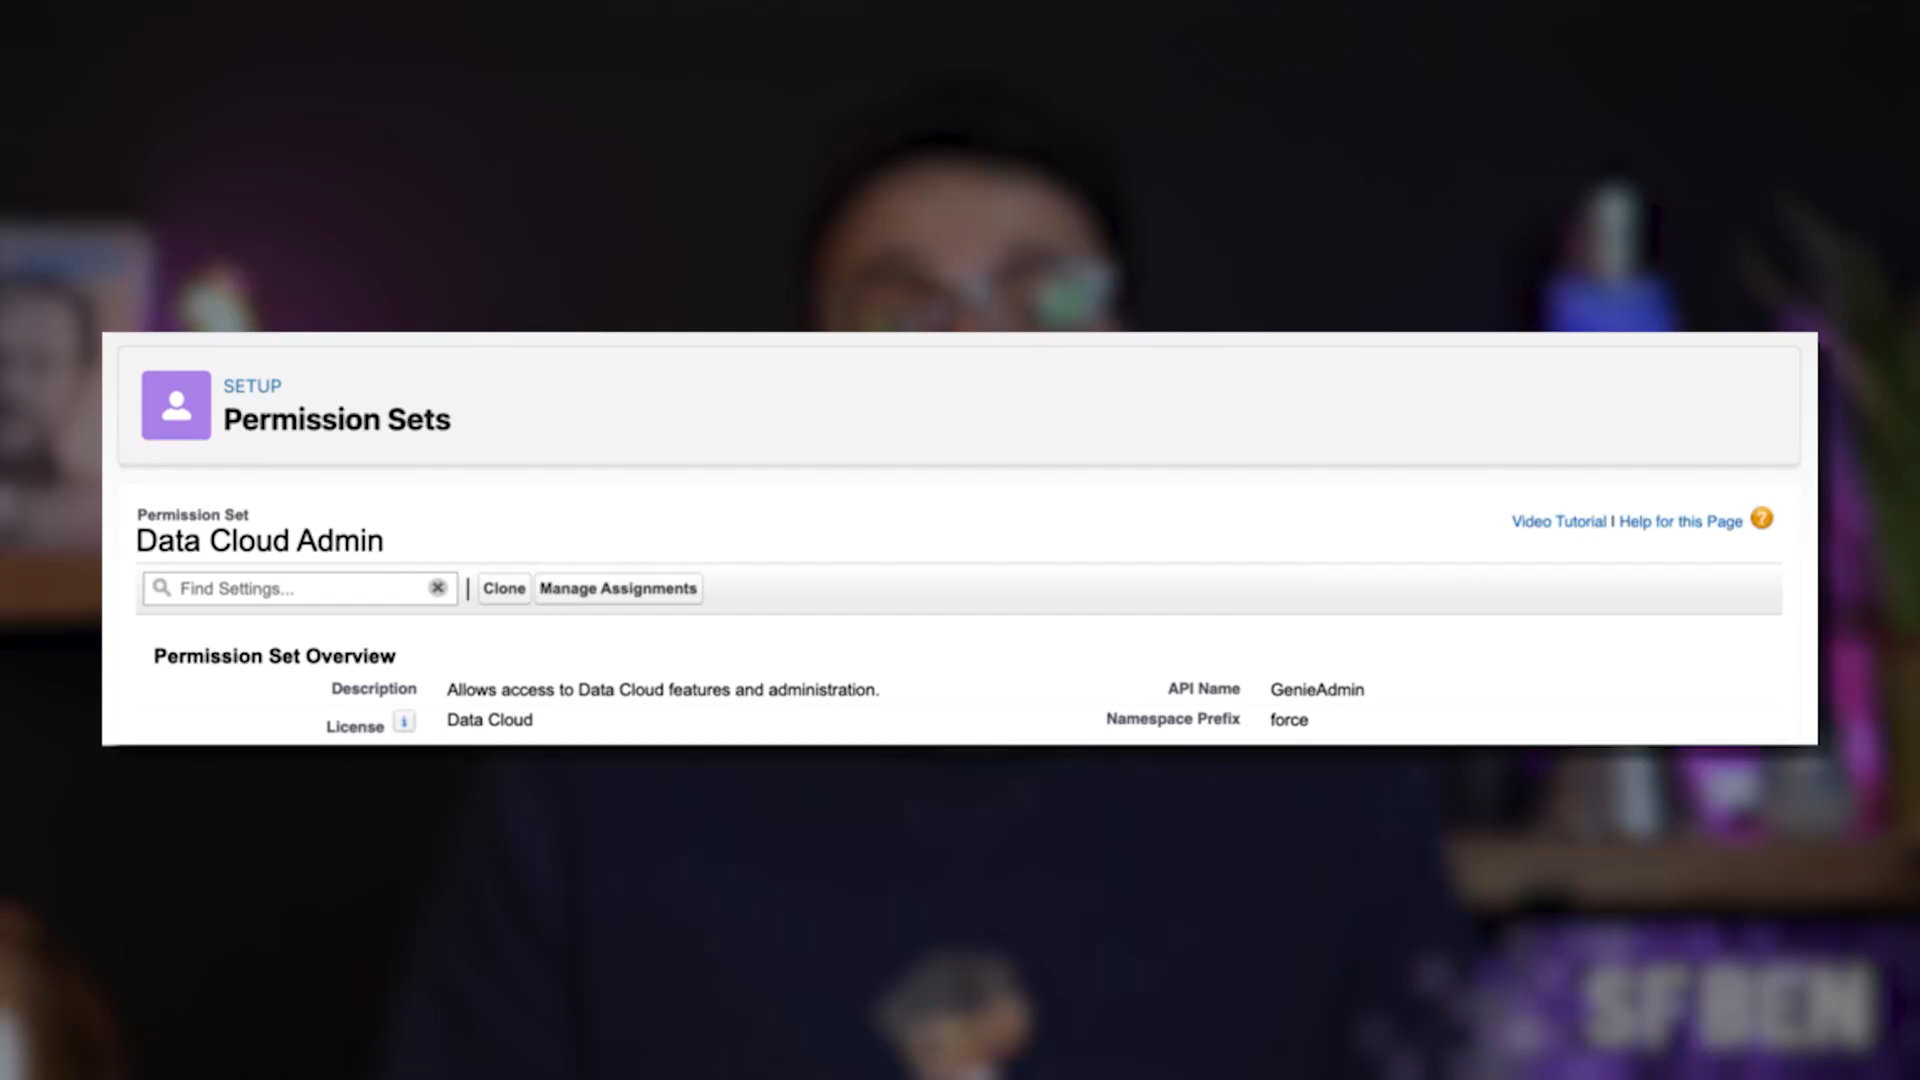 SETUP
Permission Sets
Permission Set
Data Cloud Admin
Video Tutorial | Help for this Page ?
Find Settings...
| Clone Manage Assignments
Permission Set Overview
Description Allows access to Data Cloud features and administration. API Name GenieAdmin
License i Data Cloud Namespace Prefix force
SFBEN